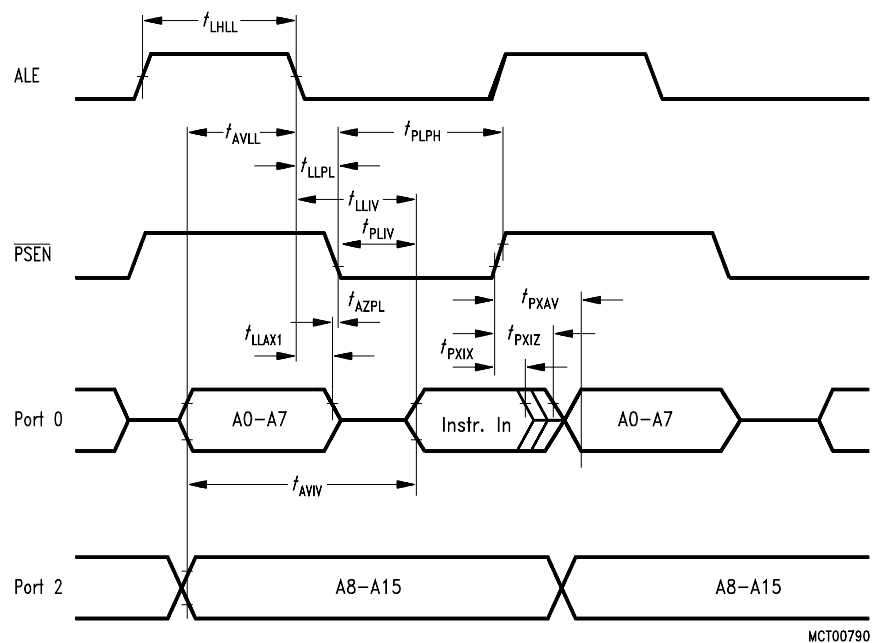 tLHLL
ALE
tAVLL
tPLPH
tLLPL
tLLIV
PSEN
tPLIV
tAZPL
tPXAV
tLLAX1
tPXIZ
tPXIX
Port 0
A0-A7
Instr. In
A0-A7
tAVIV
Port 2
A8-A15
A8-A15
MCT00790